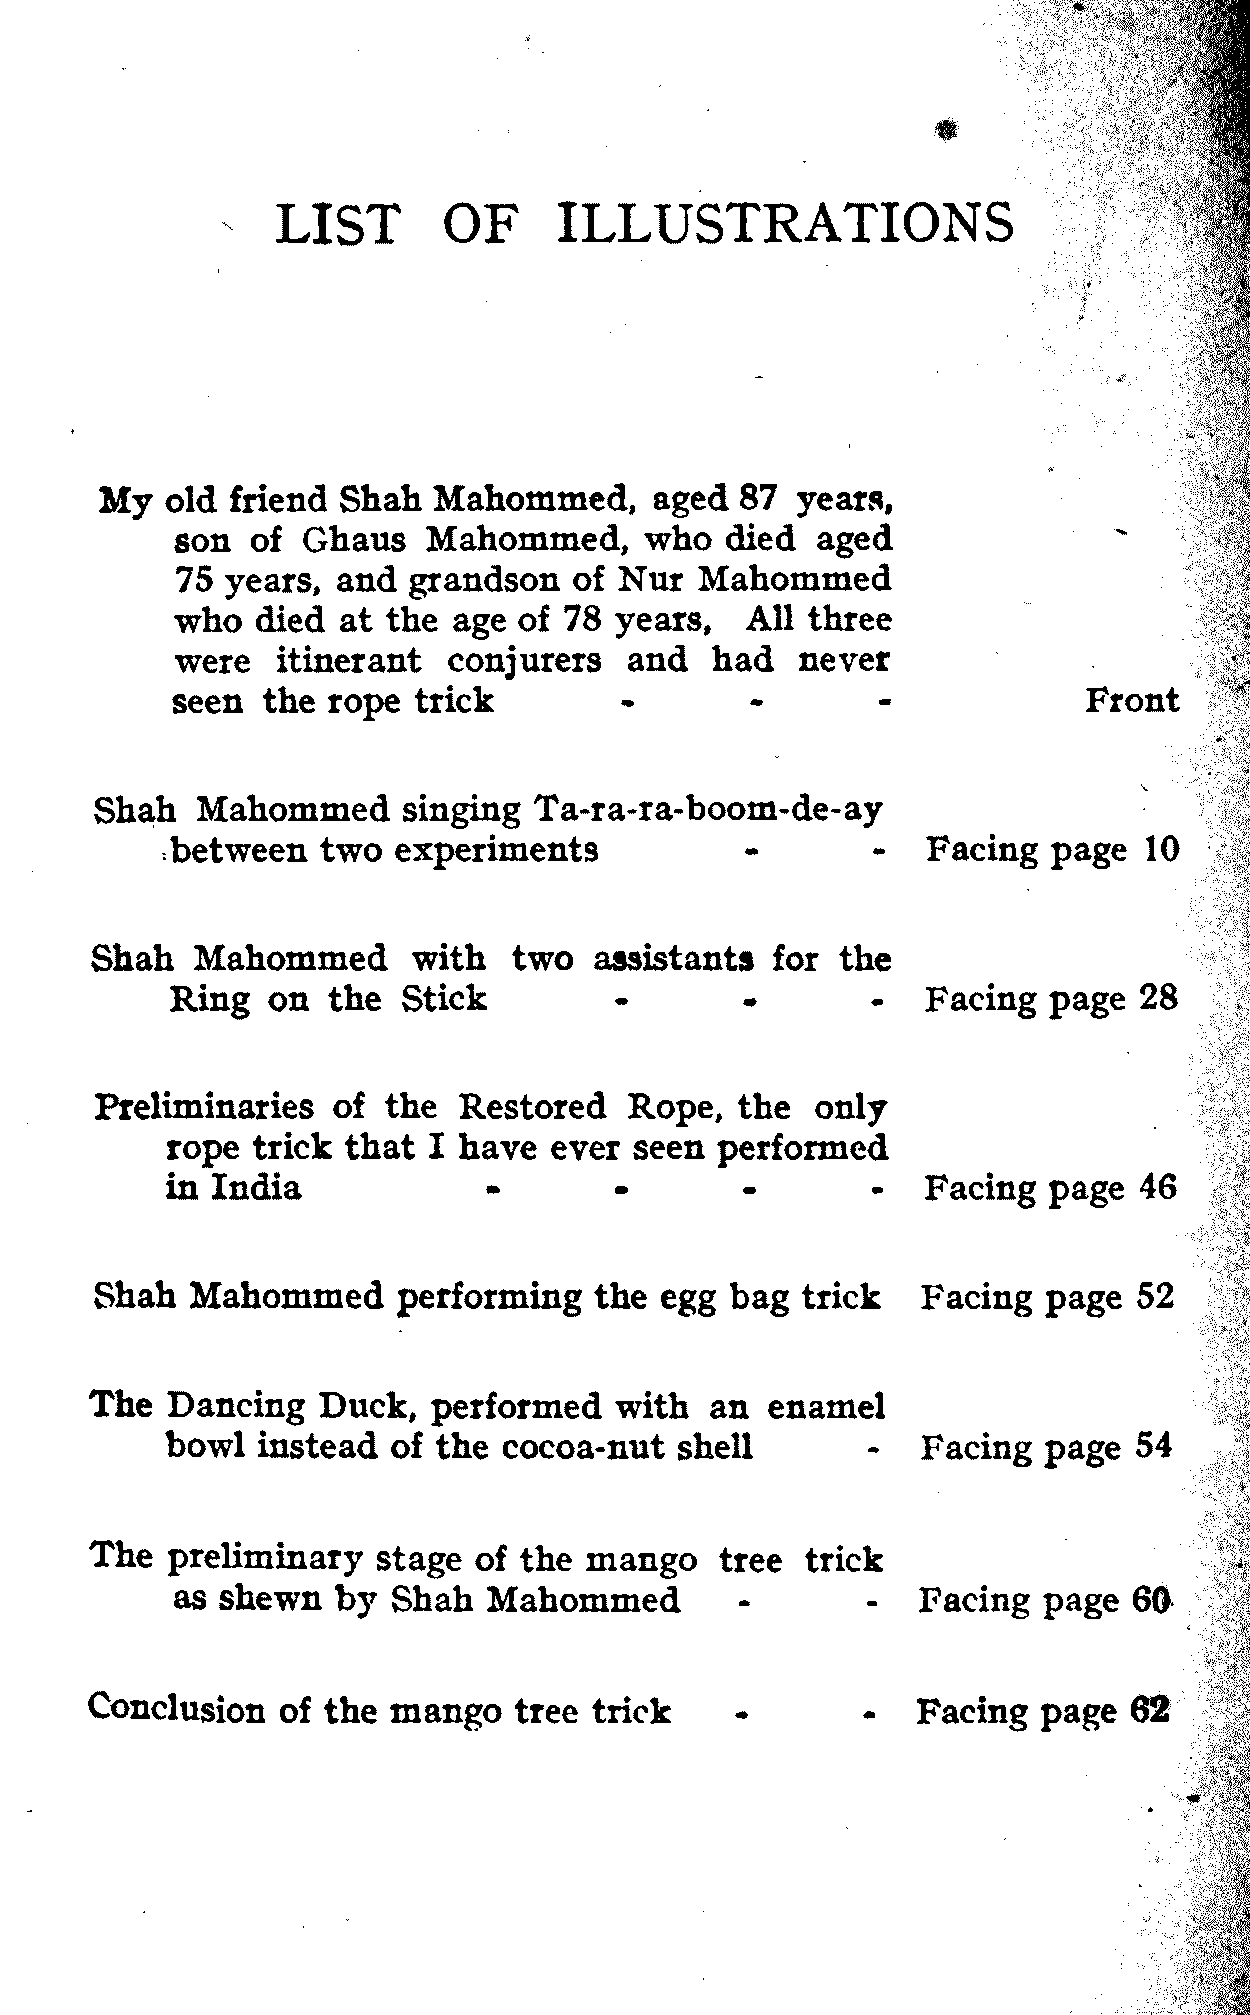 LIST OF ILLUSTRATIONS
My old friend Shah Mahommed, aged 87 years,
son of Ghaus Mahommed, who died aged
75 years, and grandson of Nur Mahommed
who died at the age of 78 years, All three
were itinerant conjurers and had never
seen the rope trick - - - Front
Shah Mahommed singing Ta-ra-ra-boom-de-ay
between two experiments - - Facing page 10
Shah Mahommed with two assistants for the
Ring on the Stick - - - Facing page 28
Preliminaries of the Restored Rope, the only
rope trick that I have ever seen performed
in India - - - - Facing page 46
Shah Mahommed performing the egg bag trick Facing page 52
The Dancing Duck, performed with an enamel
bowl instead of the cocoa-nut shell - Facing page 54
The preliminary stage of the mango tree trick
as shewn by Shah Mahommed - - Facing page 60
Conclusion of the mango tree trick - - Facing page 62